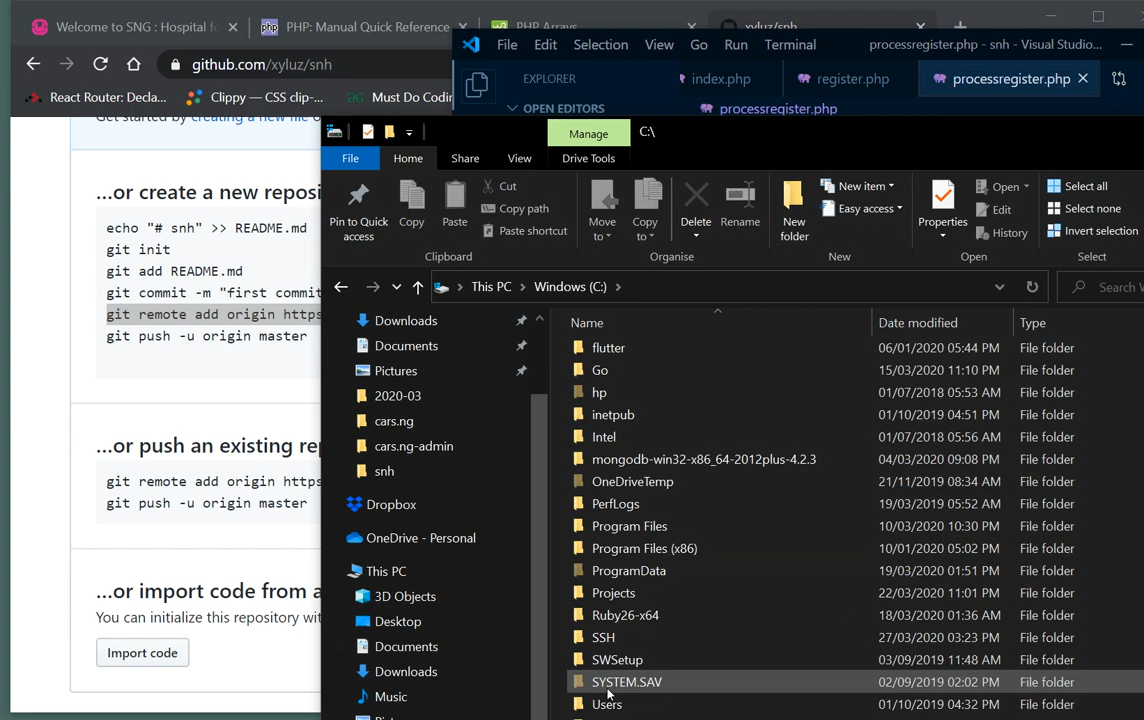 Welcome to SNG : Hospital f
PHP: Manual Quick Reference
PHP Arrays
xyluz/snh
github.com/xyluz/snh
React Router: Decla...
Clippy — CSS clip-...
Must Do Codin
File Edit Selection View Go Run Terminal
processregister.php - snh - Visual Studio...
EXPLORER
index.php
register.php
processregister.php
OPEN EDITORS
processregister.php
Get started by creating a new file o
...or create a new reposi
echo "# snh" >> README.md
git init
git add README.md
git commit -m "first commit
git remote add origin https
git push -u origin master
...or push an existing rep
git remote add origin https
git push -u origin master
...or import code from a
You can initialize this repository wit
Import code
Manage
C:\
File
Home
Share
View
Drive Tools
Pin to Quick
access
Copy
Paste
Cut
Copy path
Paste shortcut
Clipboard
Move
to
Copy
to
Delete
Rename
Organise
New
folder
New item
Easy access
New
Properties
Open
Edit
History
Open
Select all
Select none
Invert selection
Select
This PC > Windows (C:) >
Search W
Downloads
Documents
Pictures
2020-03
cars.ng
cars.ng-admin
snh
Dropbox
OneDrive - Personal
This PC
3D Objects
Desktop
Documents
Downloads
Music
Name Date modified Type
flutter 06/01/2020 05:44 PM File folder
Go 15/03/2020 11:10 PM File folder
hp 01/07/2018 05:53 AM File folder
inetpub 01/10/2019 04:51 PM File folder
Intel 01/07/2018 05:56 AM File folder
mongodb-win32-x86_64-2012plus-4.2.3 04/03/2020 09:08 PM File folder
OneDriveTemp 21/11/2019 08:34 AM File folder
PerfLogs 19/03/2019 05:52 AM File folder
Program Files 10/03/2020 10:30 PM File folder
Program Files (x86) 10/01/2020 05:02 PM File folder
ProgramData 19/03/2020 01:51 PM File folder
Projects 22/03/2020 11:01 PM File folder
Ruby26-x64 18/03/2020 01:36 AM File folder
SSH 27/03/2020 03:23 PM File folder
SWSetup 03/09/2019 11:48 AM File folder
SYSTEM.SAV 02/09/2019 02:02 PM File folder
Users 01/10/2019 04:32 PM File folder